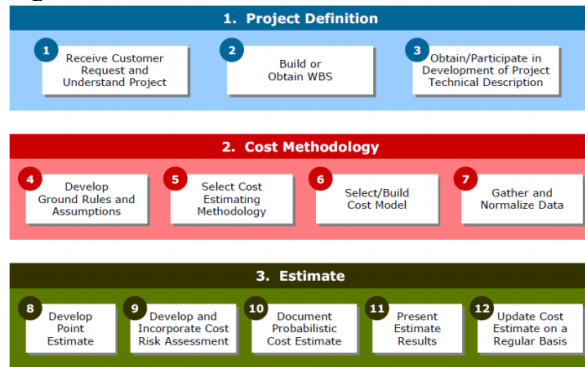 1. Project Definition
1
Receive Customer
Request and
Understand Project
2
Build or
Obtain WBS
3
Obtain/Participate in
Development of Project
Technical Description
2. Cost Methodology
4
Develop
Ground Rules and
Assumptions
5
Select Cost
Estimating
Methodology
6
Select/Build
Cost Model
7
Gather and
Normalize Data
3. Estimate
8
Develop
Point
Estimate
9
Develop and
Incorporate Cost
Risk Assessment
10
Document
Probabilistic
Cost Estimate
11
Present
Estimate
Results
12
Update Cost
Estimate on a
Regular Basis